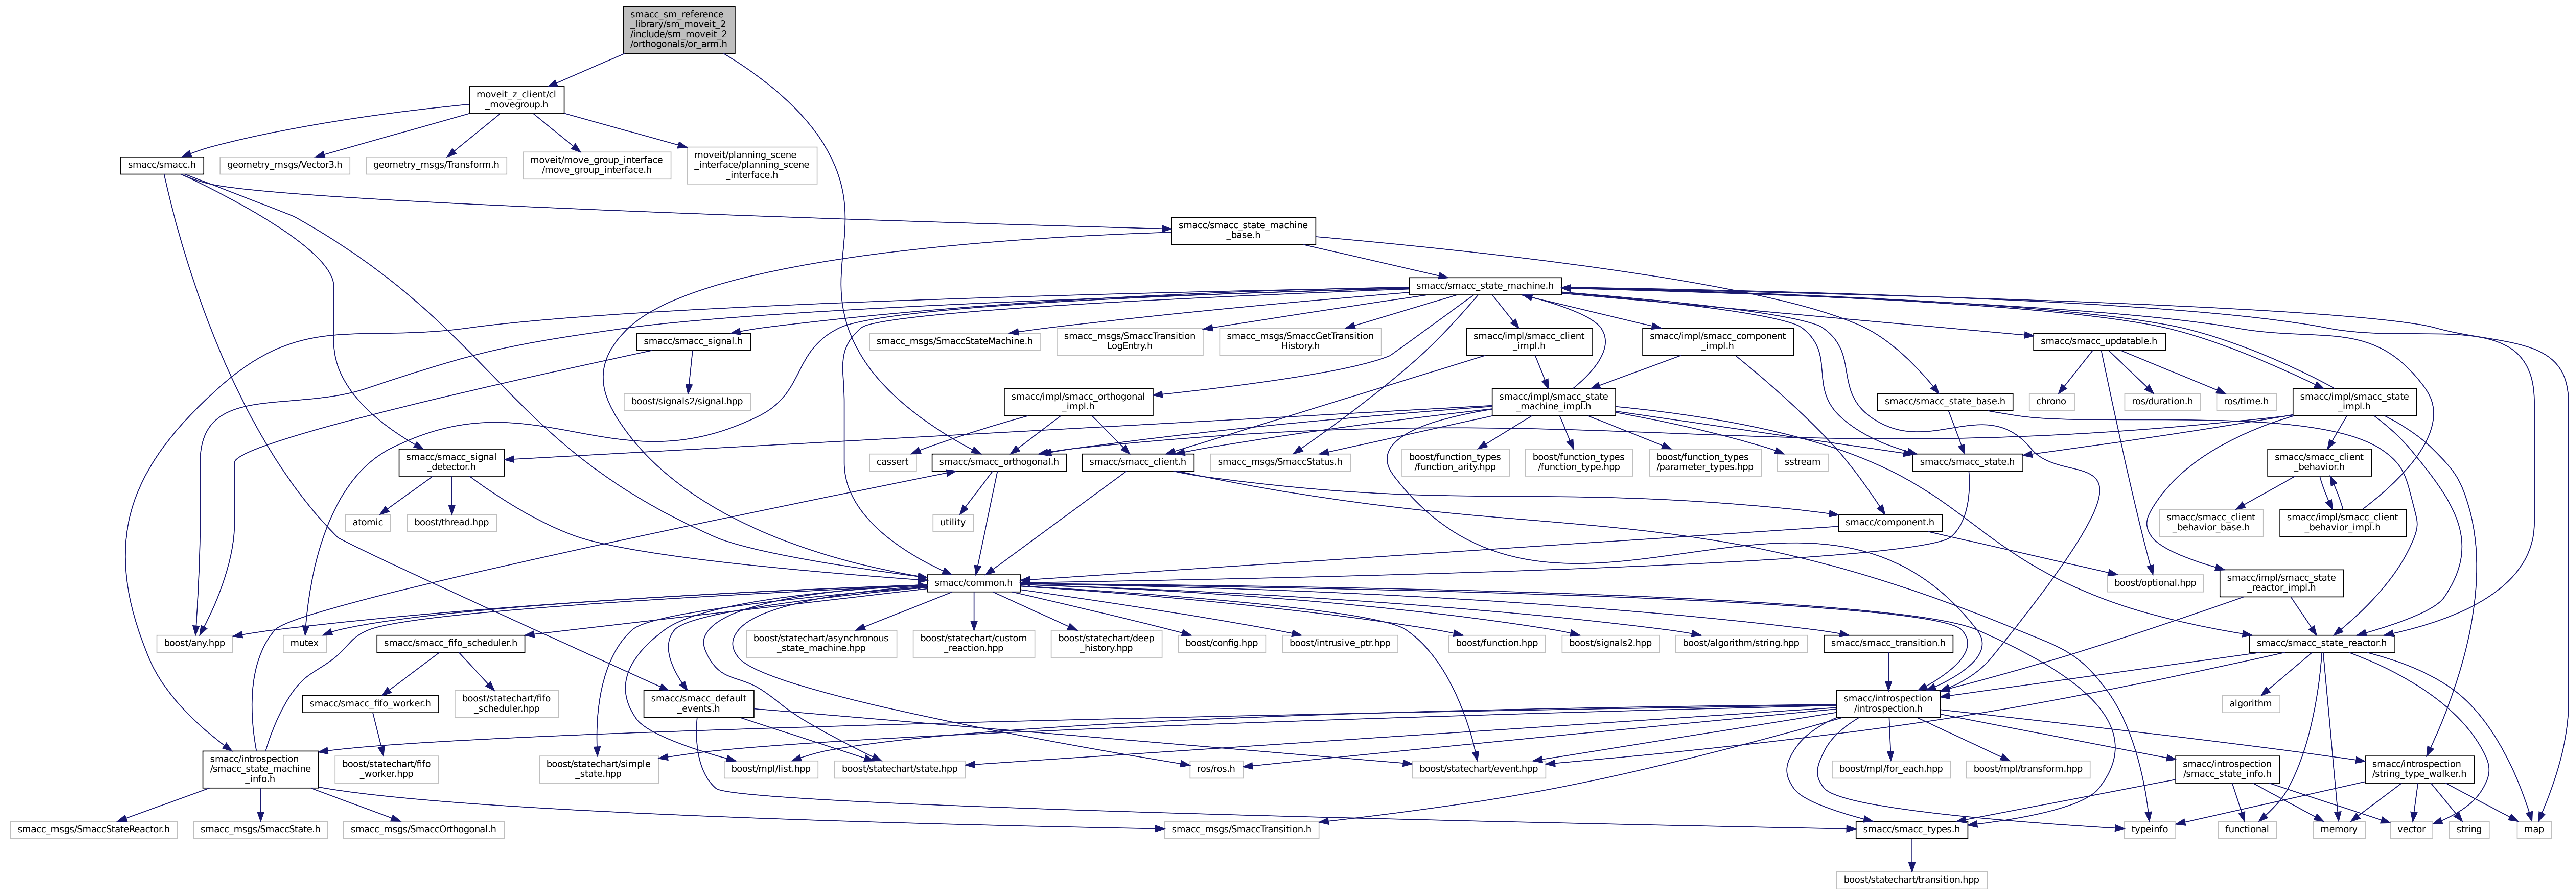 smacc_sm_reference
_library/sm_moveit_2
/include/sm_moveit_2
/orthogonals/or_arm.h
moveit_z_client/cl
_movegroup.h
smacc/smacc.h
geometry_msgs/Vector3.h
geometry_msgs/Transform.h
moveit/move_group_interface
/move_group_interface.h
moveit/planning_scene
_interface/planning_scene
_interface.h
smacc/smacc_state_machine
_base.h
smacc/smacc_state_machine.h
smacc/smacc_signal.h
smacc_msgs/SmaccStateMachine.h
smacc_msgs/SmaccTransition
LogEntry.h
smacc_msgs/SmaccGetTransition
History.h
smacc/impl/smacc_client
_impl.h
smacc/impl/smacc_component
_impl.h
smacc/smacc_updatable.h
boost/signals2/signal.hpp
smacc/impl/smacc_orthogonal
_impl.h
smacc/impl/smacc_state
_machine_impl.h
smacc/smacc_state_base.h
chrono
ros/duration.h
ros/time.h
smacc/impl/smacc_state
_impl.h
smacc/smacc_signal
_detector.h
cassert
smacc/smacc_orthogonal.h
smacc/smacc_client.h
smacc_msgs/SmaccStatus.h
boost/function_types
/function_arity.hpp
boost/function_types
/function_type.hpp
boost/function_types
/parameter_types.hpp
sstream
smacc/smacc_state.h
smacc/smacc_client
_behavior.h
atomic
boost/thread.hpp
utility
smacc/component.h
smacc/smacc_client
_behavior_base.h
smacc/impl/smacc_client
_behavior_impl.h
smacc/common.h
boost/optional.hpp
smacc/impl/smacc_state
_reactor_impl.h
boost/any.hpp
mutex
smacc/smacc_fifo_scheduler.h
boost/statechart/asynchronous
_state_machine.hpp
boost/statechart/custom
_reaction.hpp
boost/statechart/deep
_history.hpp
boost/config.hpp
boost/intrusive_ptr.hpp
boost/function.hpp
boost/signals2.hpp
boost/algorithm/string.hpp
smacc/smacc_transition.h
smacc/smacc_state_reactor.h
smacc/smacc_fifo_worker.h
boost/statechart/fifo
_scheduler.hpp
smacc/smacc_default
_events.h
smacc/introspection
/introspection.h
algorithm
smacc/introspection
/smacc_state_machine
_info.h
boost/statechart/fifo
_worker.hpp
boost/statechart/simple
_state.hpp
boost/mpl/list.hpp
boost/statechart/state.hpp
ros/ros.h
boost/statechart/event.hpp
boost/mpl/for_each.hpp
boost/mpl/transform.hpp
smacc/introspection
/smacc_state_info.h
smacc/introspection
/string_type_walker.h
smacc_msgs/SmaccStateReactor.h
smacc_msgs/SmaccState.h
smacc_msgs/SmaccOrthogonal.h
smacc_msgs/SmaccTransition.h
smacc/smacc_types.h
typeinfo
functional
memory
vector
string
map
boost/statechart/transition.hpp